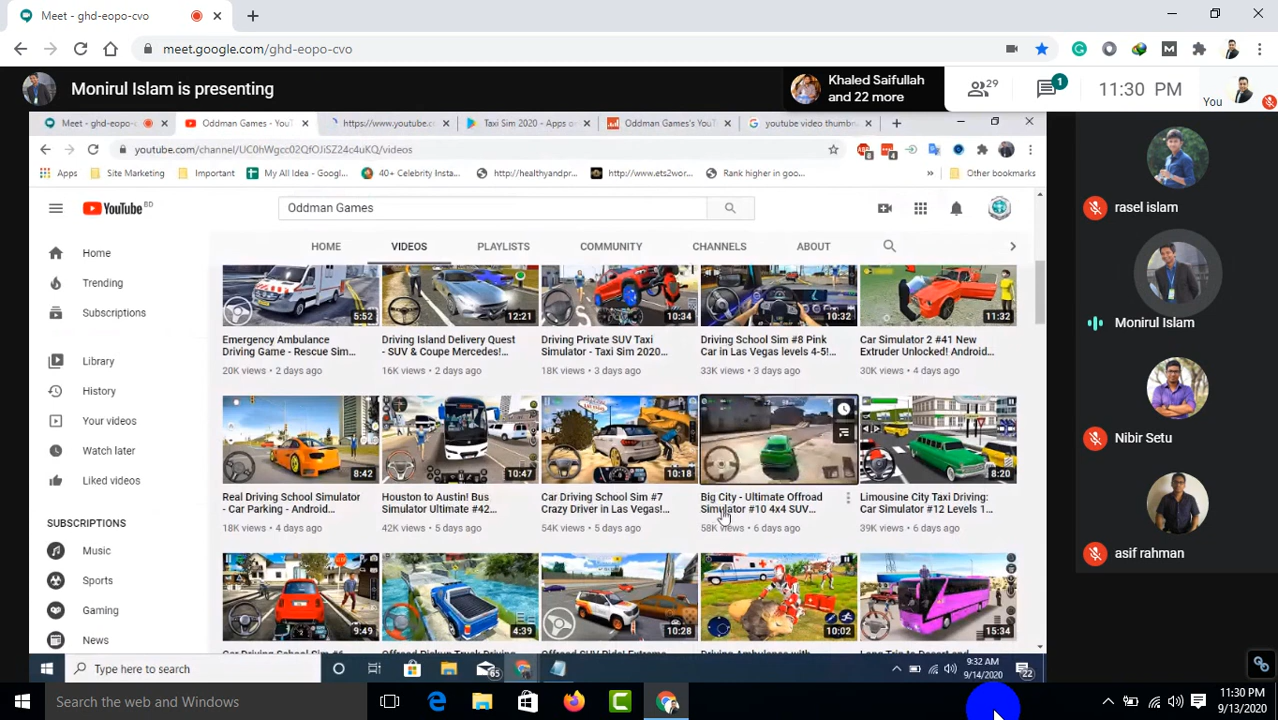 Meet - ghd-eopo-cvo
meet.google.com/ghd-eopo-cvo
Monirul Islam is presenting
Khaled Saifullah
and 22 more
29
1
11:30 PM
You
Meet - ghd-eopo-c
Oddman Games - YouT
https://www.youtube.c
Taxi Sim 2020 - Apps o
Oddman Games's YouT
youtube video thumbn
youtube.com/channel/UC0hWgcc02QfOJiSZ24c4uKQ/videos
8
4
Apps
Site Marketing
Important
My All Idea - Googl...
40+ Celebrity Insta...
http://healthyandpr...
http://www.ets2wor...
Rank higher in goo...
»
Other bookmarks
YouTube BD
Oddman Games
HOME
VIDEOS
PLAYLISTS
COMMUNITY
CHANNELS
ABOUT
Home
Trending
Subscriptions
Library
History
Your videos
Watch later
Liked videos
SUBSCRIPTIONS
Music
Sports
Gaming
News
5:52
12:21
10:34
10:32
11:32
Emergency Ambulance
Driving Game - Rescue Sim...
20K views • 2 days ago
Driving Island Delivery Quest
- SUV & Coupe Mercedes!...
16K views • 2 days ago
Driving Private SUV Taxi
Simulator - Taxi Sim 2020...
18K views • 3 days ago
Driving School Sim #8 Pink
Car in Las Vegas levels 4-5!...
33K views • 3 days ago
Car Simulator 2 #41 New
Extruder Unlocked! Android...
30K views • 4 days ago
8:42
10:47
10:18
8:20
Real Driving School Simulator
- Car Parking - Android...
18K views • 4 days ago
Houston to Austin! Bus
Simulator Ultimate #42...
42K views • 5 days ago
Car Driving School Sim #7
Crazy Driver in Las Vegas!...
54K views • 5 days ago
Big City - Ultimate Offroad
Simulator #10 4x4 SUV...
58K views • 6 days ago
Limousine City Taxi Driving:
Car Simulator #12 Levels 1...
39K views • 6 days ago
9:49
4:39
10:28
10:02
15:34
rasel islam
Monirul Islam
Nibir Setu
asif rahman
Type here to search
65
9:32 AM
9/14/2020
22
Search the web and Windows
11:30 PM
9/13/2020